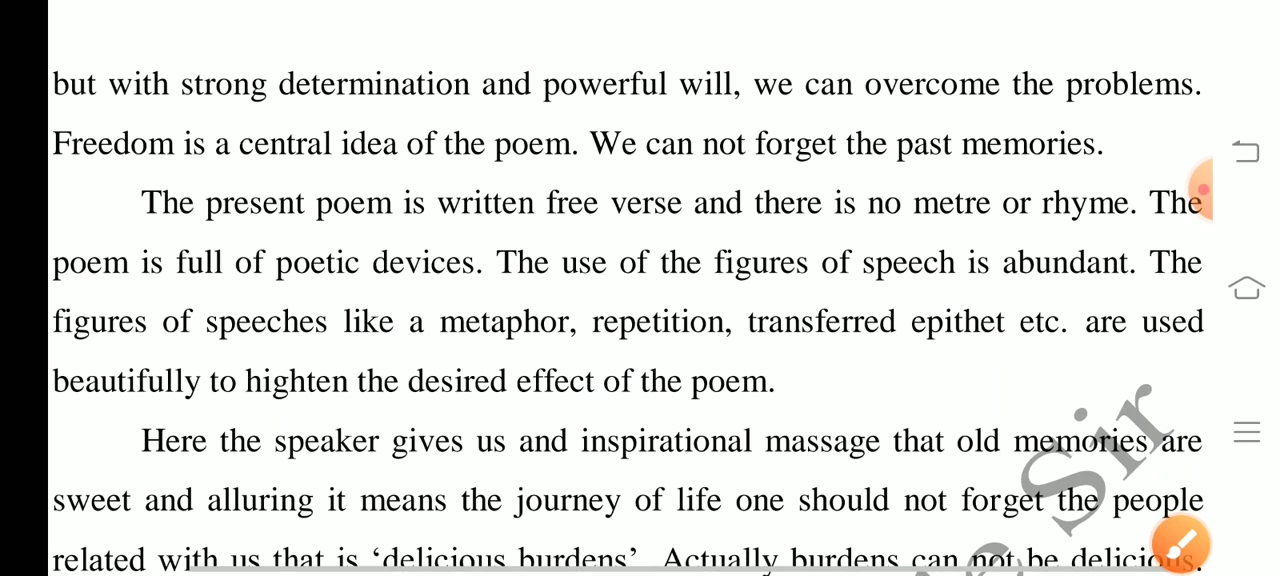 but with strong determination and powerful will, we can overcome the problems.
Freedom is a central idea of the poem. We can not forget the past memories.
The present poem is written free verse and there is no metre or rhyme. The
poem is full of poetic devices. The use of the figures of speech is abundant. The
figures of speeches like a metaphor, repetition, transferred epithet etc. are used
beautifully to highten the desired effect of the poem.
Here the speaker gives us and inspirational massage that old memories are
sweet and alluring it means the journey of life one should not forget the people
related with us that is ‘delicious burdens’. Actually burdens can not be delicious.
Sir